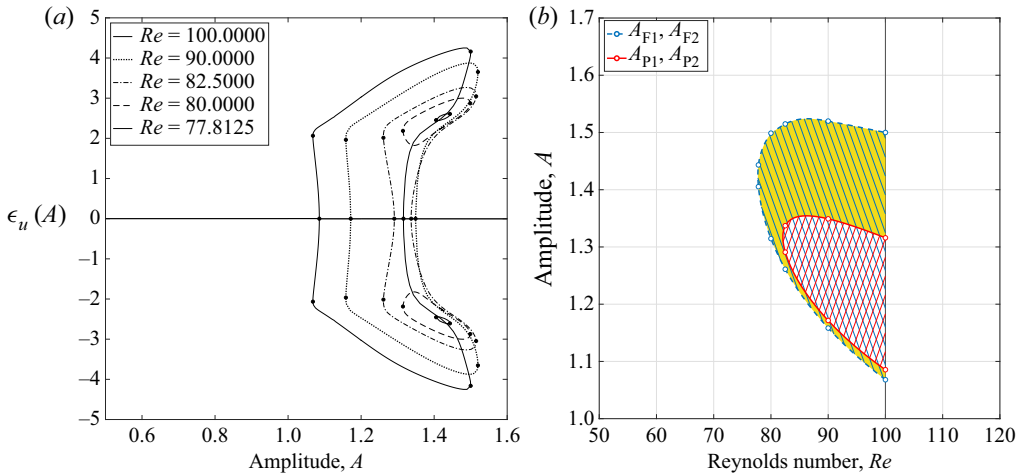 (a)
5
4
3
2
1
0
−1
−2
−3
−4
−5
ϵu (A)
Re = 100.0000
Re = 90.0000
Re = 82.5000
Re = 80.0000
Re = 77.8125
0.6 0.8 1.0 1.2 1.4 1.6
Amplitude, A
(b)
1.7
1.6
1.5
1.4
1.3
1.2
1.1
1.0
Amplitude, A
AF1, AF2
AP1, AP2
50 60 70 80 90 100 110 120
Reynolds number, Re